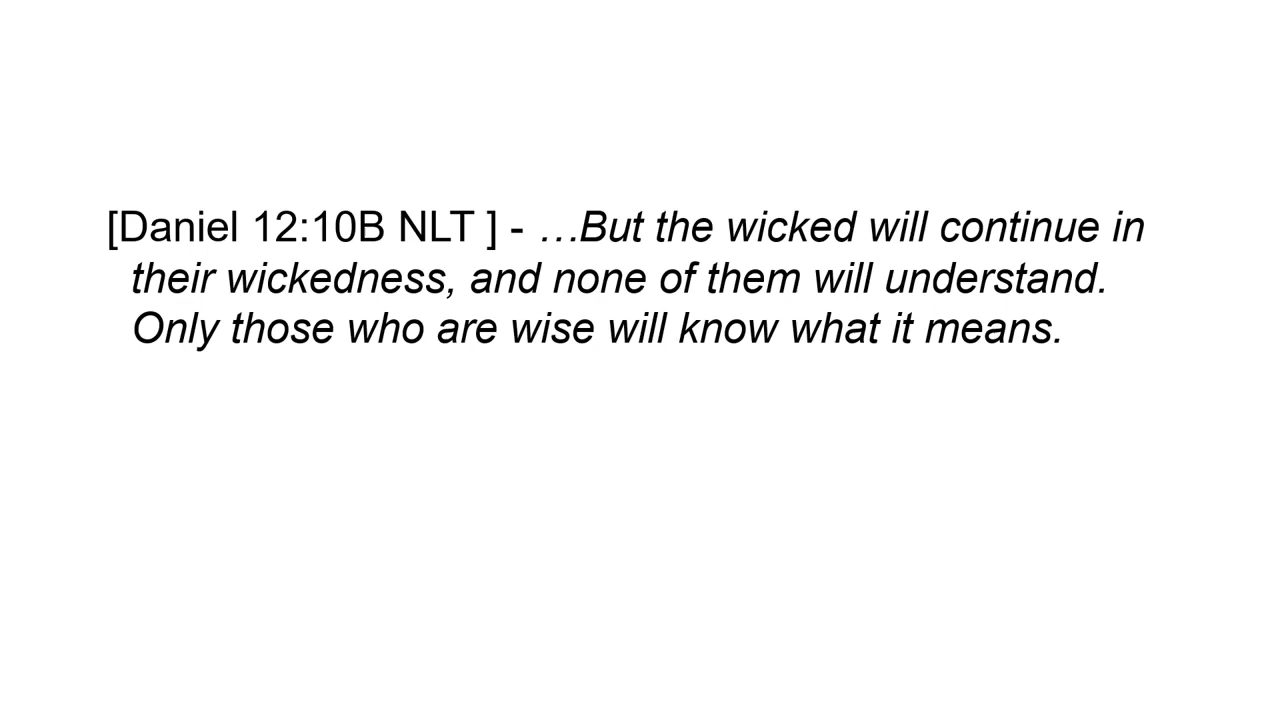 [Daniel 12:10B NLT ] - …But the wicked will continue in
their wickedness, and none of them will understand.
Only those who are wise will know what it means.